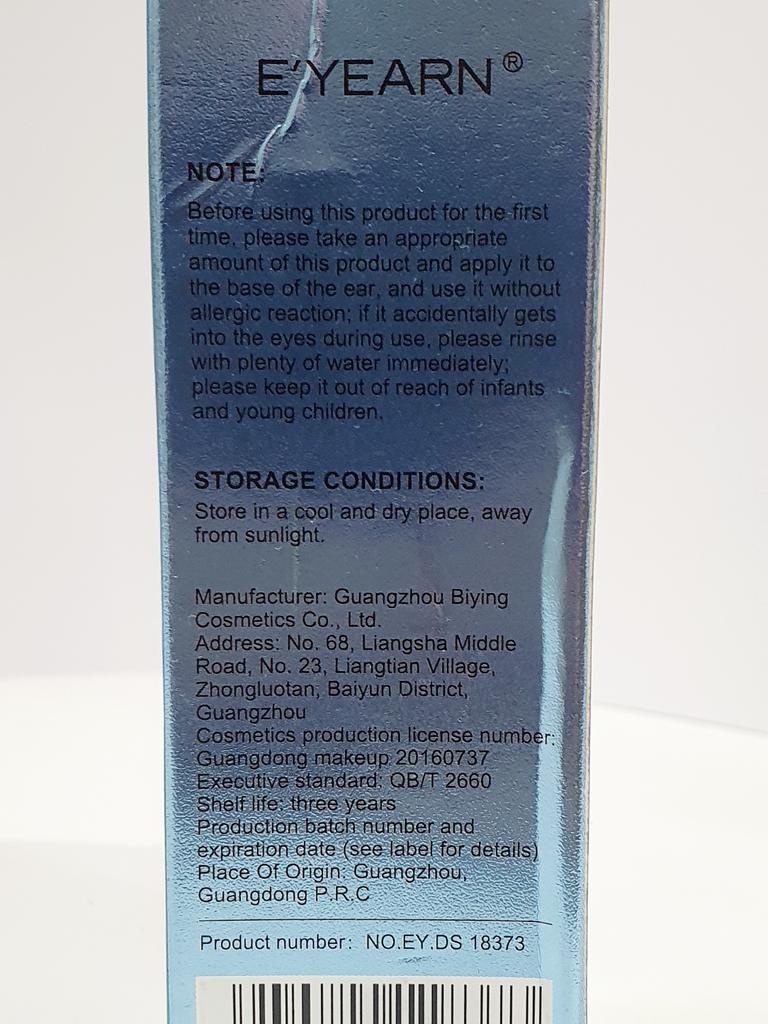 E'YEARN®
NOTE:
Before using this product for the first
time, please take an appropriate
amount of this product and apply it to
the base of the ear, and use it without
allergic reaction; if it accidentally gets
into the eyes during use, please rinse
with plenty of water immediately;
please keep it out of reach of infants
and young children.
STORAGE CONDITIONS:
Store in a cool and dry place, away
from sunlight.
Manufacturer: Guangzhou Biying
Cosmetics Co., Ltd.
Address: No. 68, Liangsha Middle
Road, No. 23, Liangtian Village,
Zhongluotan, Baiyun District,
Guangzhou
Cosmetics production license number:
Guangdong makeup 20160737
Executive standard: QB/T 2660
Shelf life: three years
Production batch number and
expiration date (see label for details)
Place Of Origin: Guangzhou,
Guangdong P.R.C
Product number: NO.EY.DS 18373